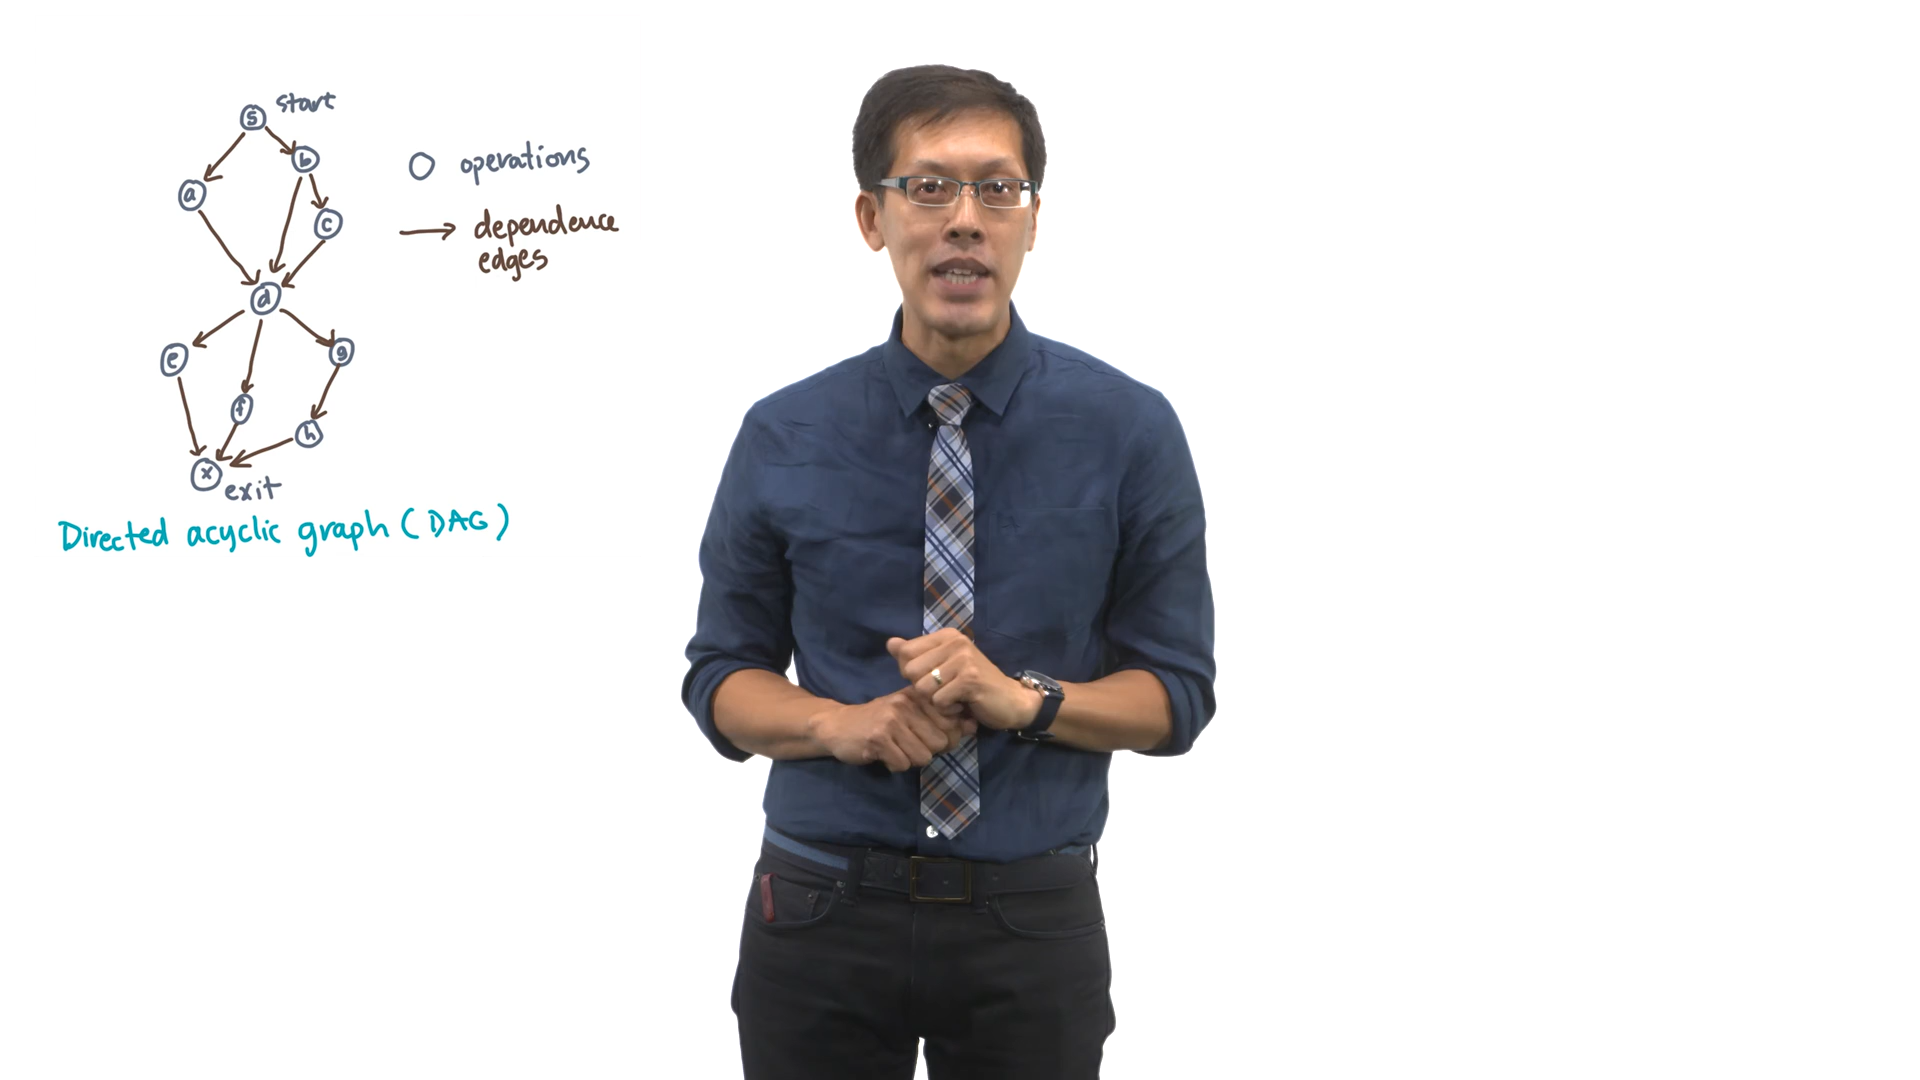 s start
b
a
c
d
e
g
f
h
x
exit
operations
dependence
edges
Directed acyclic graph (DAG)